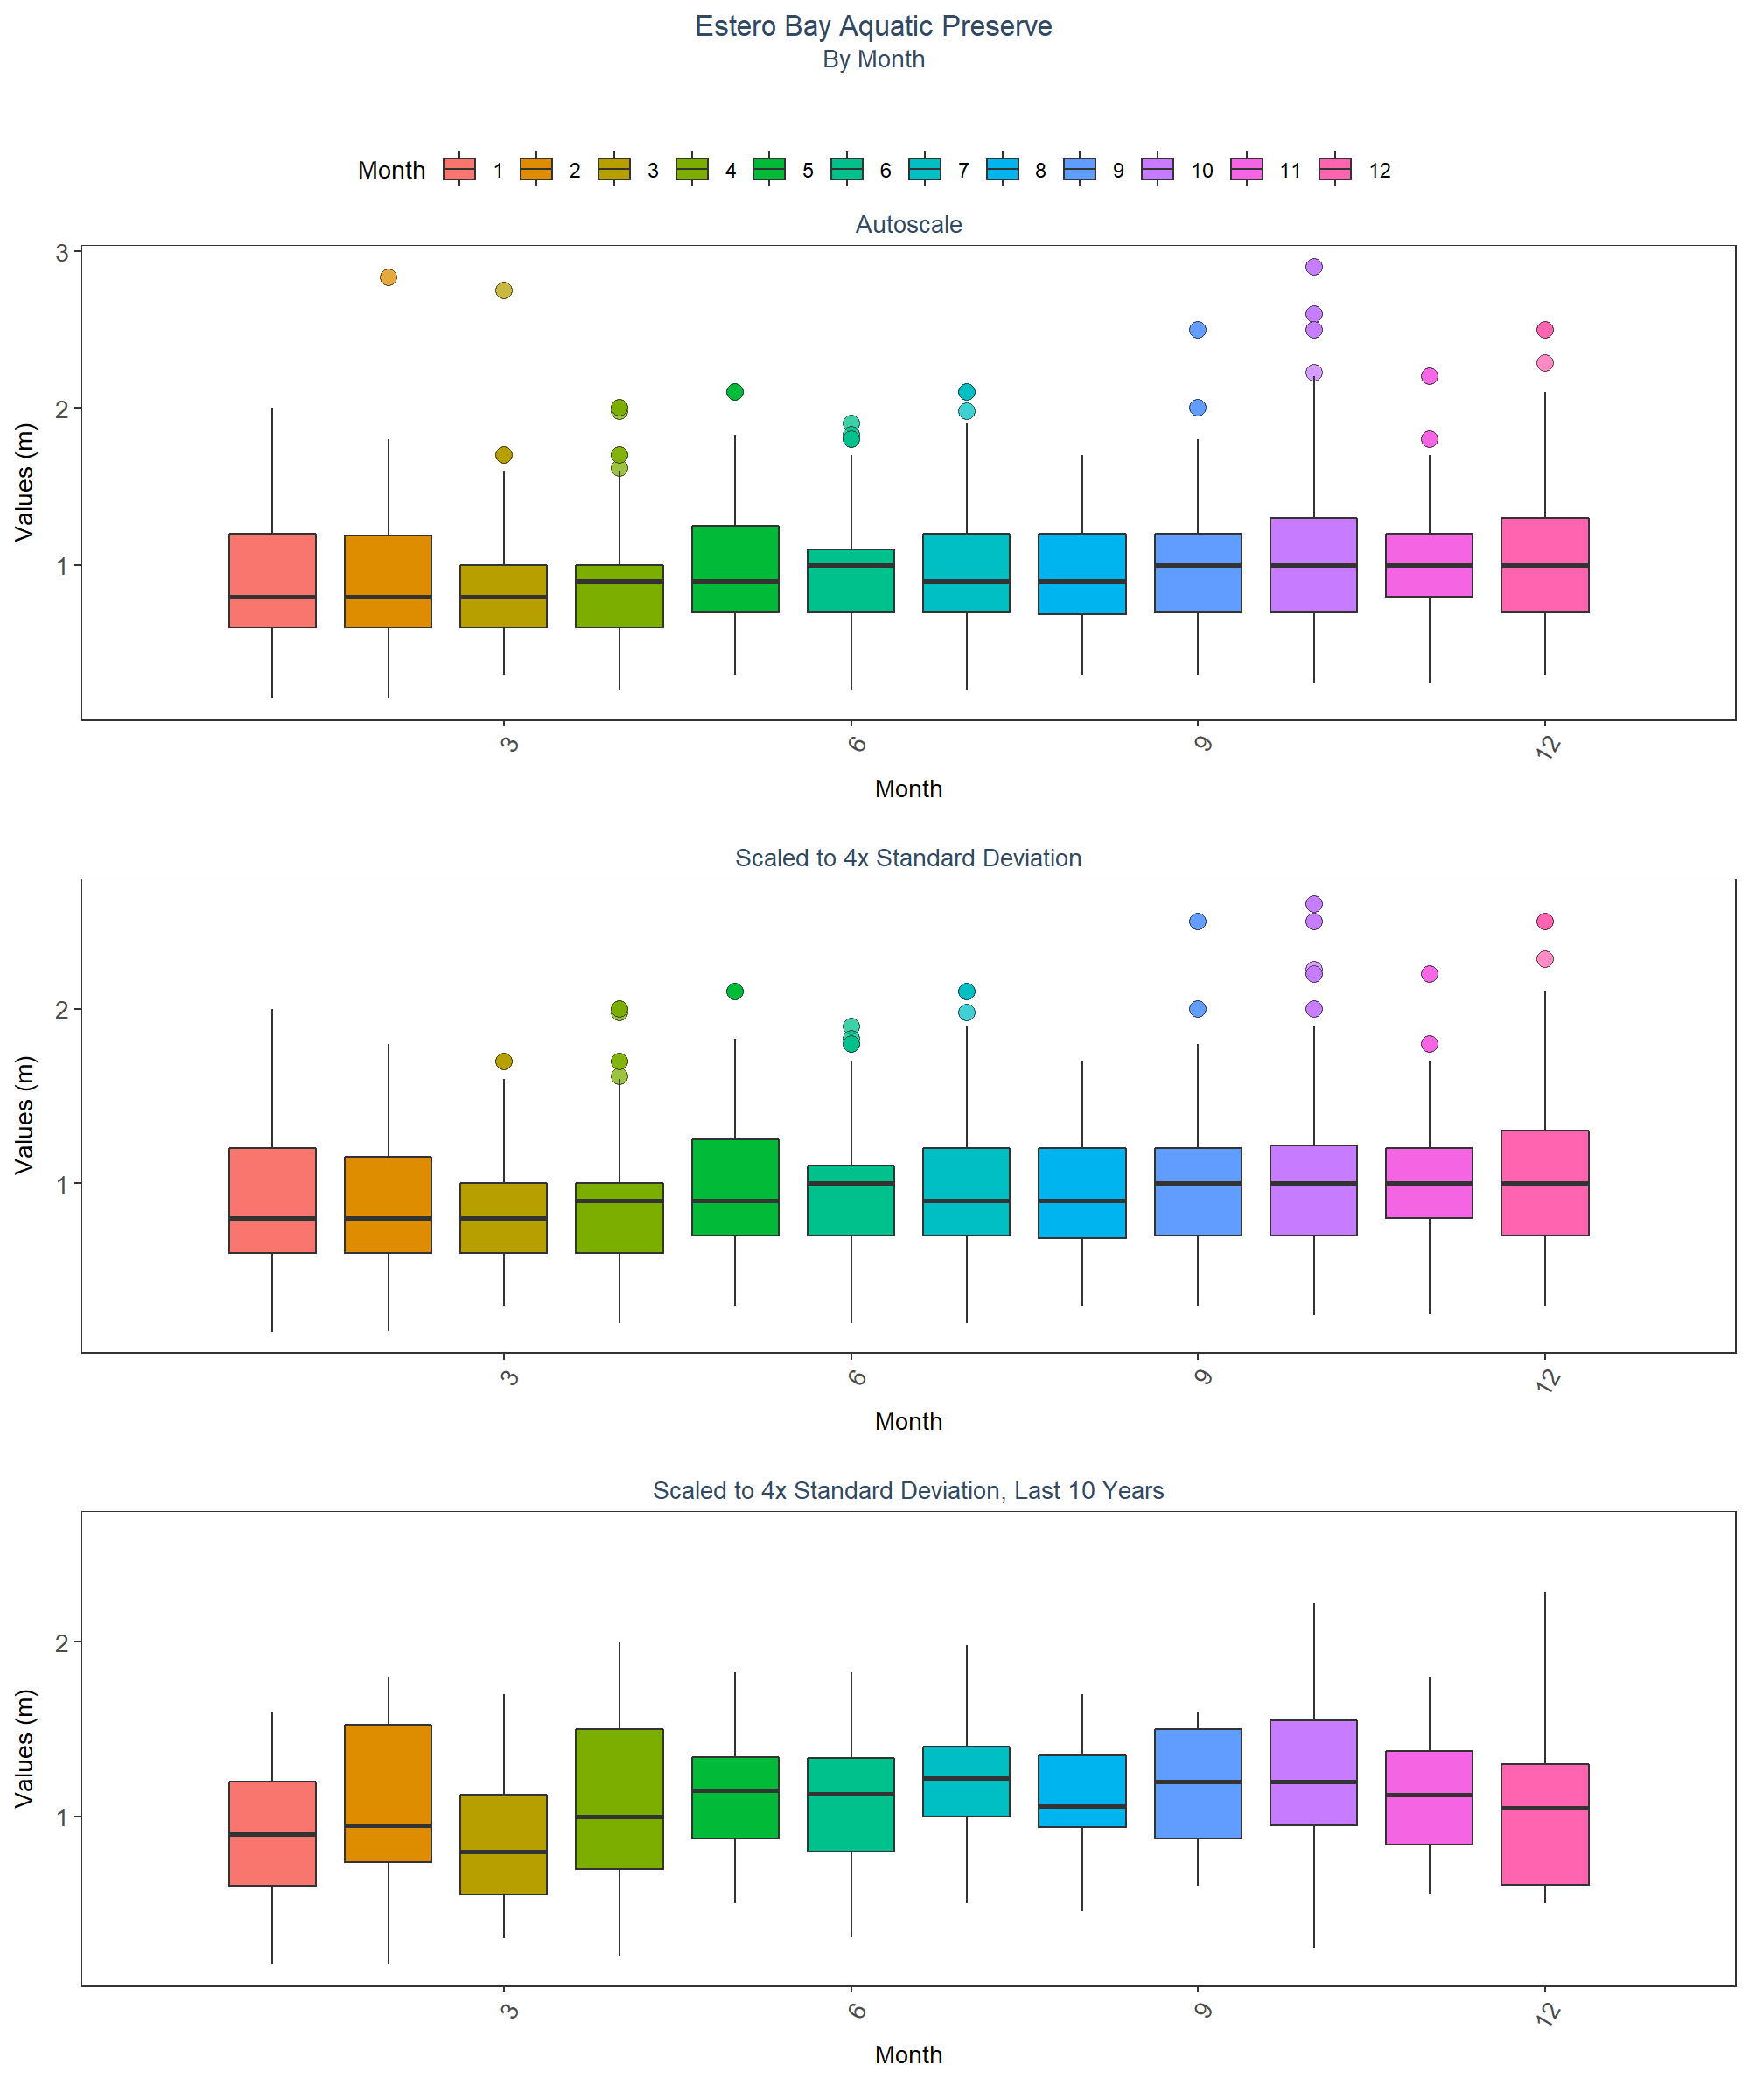 Estero Bay Aquatic Preserve
By Month
Month 1 2 3 4 5 6 7 8 9 10 11 12
Autoscale
3
2
1
Values (m)
3 6 9 12
Month
Scaled to 4x Standard Deviation
2
1
Values (m)
3 6 9 12
Month
Scaled to 4x Standard Deviation, Last 10 Years
2
1
Values (m)
3 6 9 12
Month